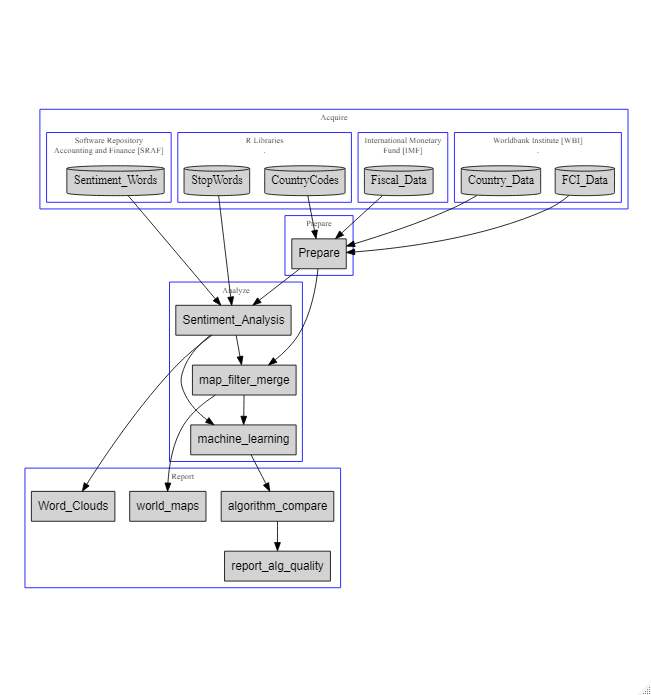 Acquire
Software Repository
Accounting and Finance [SRAF]
R Libraries
.
International Monetary
Fund [IMF]
Worldbank Institute [WBI]
.
Sentiment_Words
StopWords
CountryCodes
Fiscal_Data
Country_Data
FCI_Data
Prepare
Prepare
Analyze
Sentiment_Analysis
map_filter_merge
machine_learning
Report
Word_Clouds
world_maps
algorithm_compare
report_alg_quality